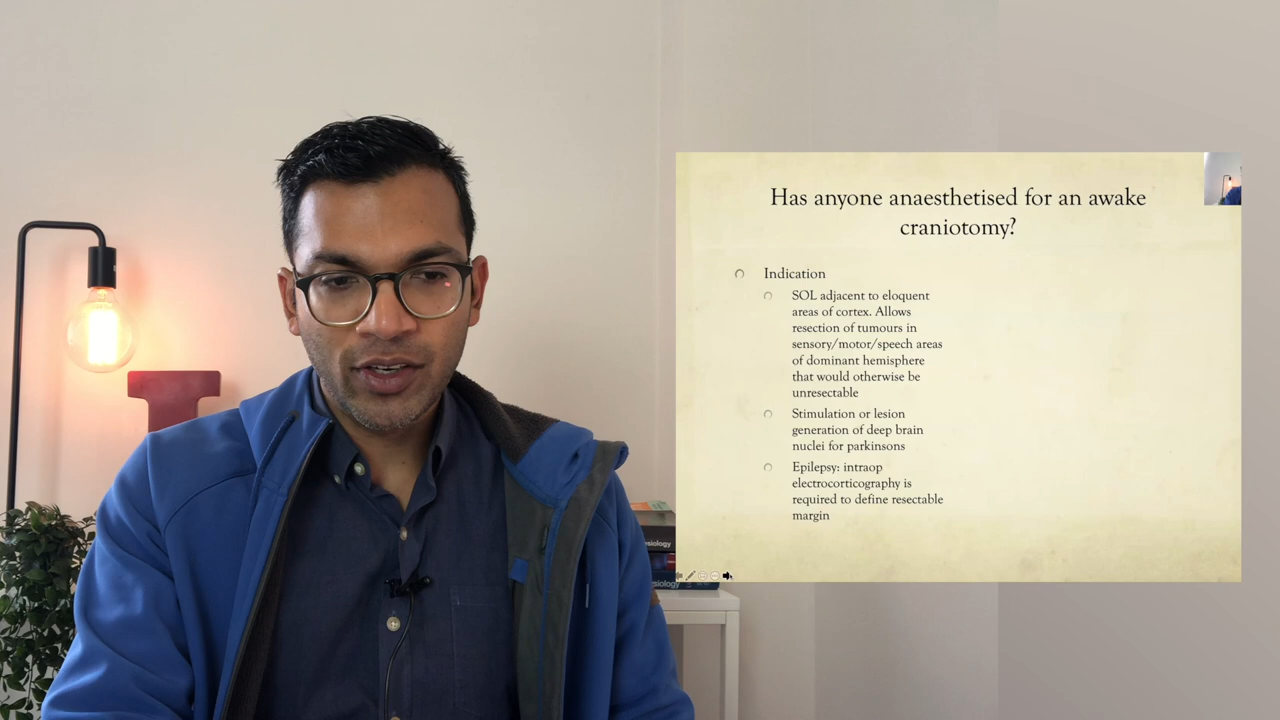 Has anyone anaesthetised for an awake
craniotomy?
Indication
SOL adjacent to eloquent
areas of cortex. Allows
resection of tumours in
sensory/motor/speech areas
of dominant hemisphere
that would otherwise be
unresectable
Stimulation or lesion
generation of deep brain
nuclei for parkinsons
Epilepsy: intraop
electrocorticography is
required to define resectable
margin